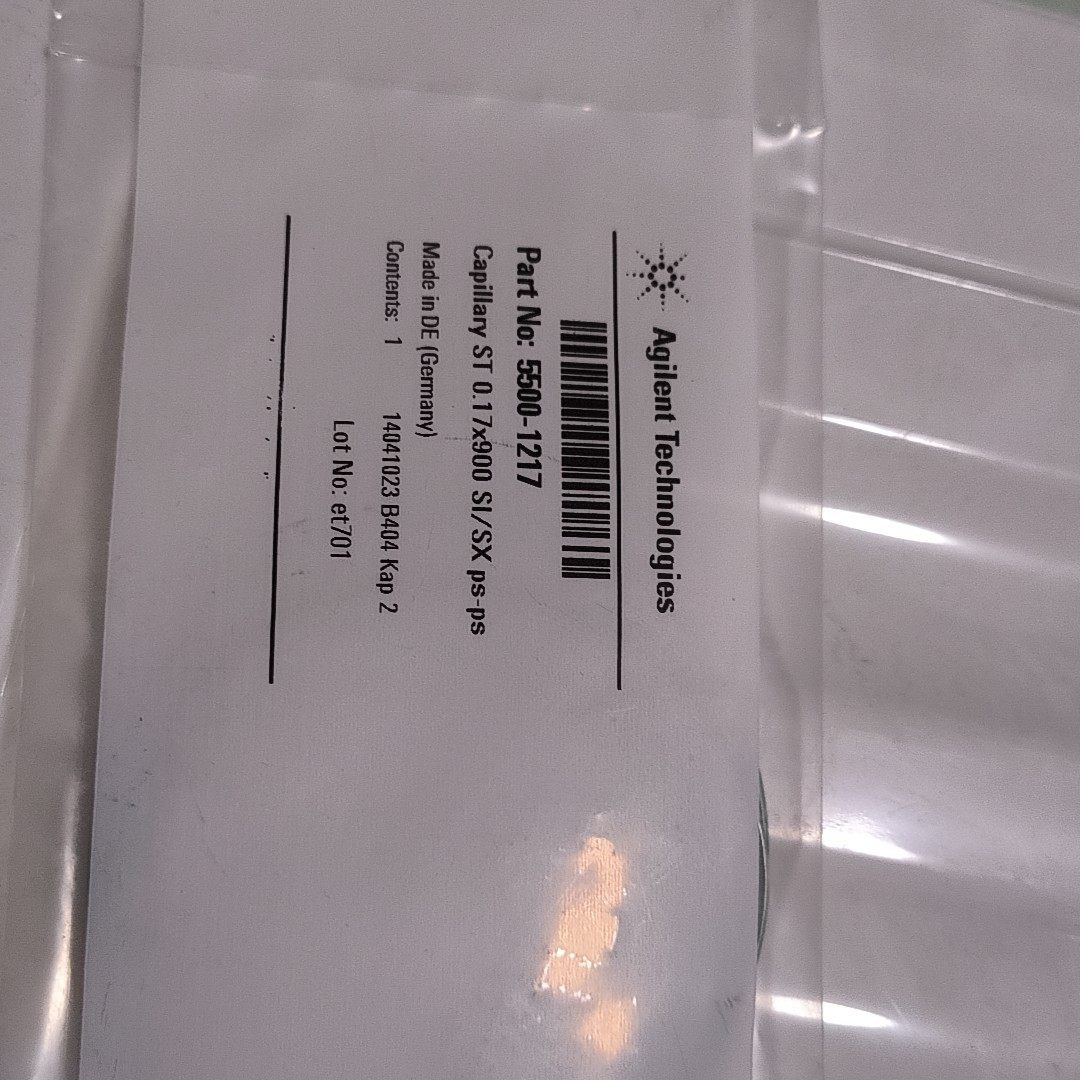 Agilent Technologies
Part No: 5500-1217
Capillary ST 0.17x900 SI/SX ps-ps
Made in DE (Germany)
Contents: 1 14041023 B404 Kap 2
Lot No: et701